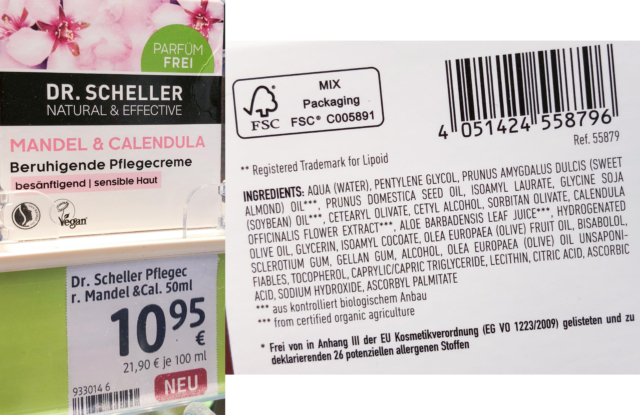 PARFÜM
FREI
DR. SCHELLER
NATURAL & EFFECTIVE
MANDEL & CALENDULA
Beruhigende Pflegecreme
besänftigend | sensible Haut
Vegan
Dr. Scheller Pflegec
r. Mandel &Cal. 50ml
10 95
€
21,90 € je 100 ml
933014 6
NEU
MIX
Packaging
FSC
FSC® C005891
4 051424 558796
Ref. 55879
** Registered Trademark for Lipoid
INGREDIENTS: AQUA (WATER), PENTYLENE GLYCOL, PRUNUS AMYGDALUS DULCIS (SWEET
ALMOND) OIL***, PRUNUS DOMESTICA SEED OIL, ISOAMYL LAURATE, GLYCINE SOJA
(SOYBEAN) OIL***, CETEARYL OLIVATE, CETYL ALCOHOL, SORBITAN OLIVATE, CALENDULA
OFFICINALIS FLOWER EXTRACT***, ALOE BARBADENSIS LEAF JUICE***, HYDROGENATED
OLIVE OIL, GLYCERIN, ISOAMYL COCOATE, OLEA EUROPAEA (OLIVE) FRUIT OIL, BISABOLOL,
SCLEROTIUM GUM, GELLAN GUM, ALCOHOL, OLEA EUROPAEA (OLIVE) OIL UNSAPONI-
FIABLES, TOCOPHEROL, CAPRYLIC/CAPRIC TRIGLYCERIDE, LECITHIN, CITRIC ACID, ASCORBIC
ACID, SODIUM HYDROXIDE, ASCORBYL PALMITATE
*** aus kontrolliert biologischem Anbau
*** from certified organic agriculture
* Frei von in Anhang III der EU Kosmetikverordnung (EG VO 1223/2009) gelisteten und zu
deklarierenden 26 potenziellen allergenen Stoffen